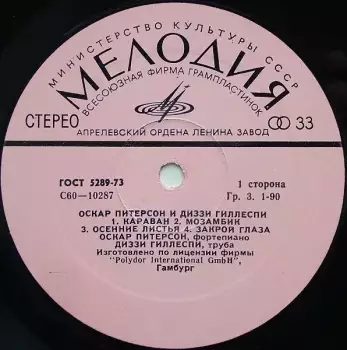 МИНИСТЕРСТВО КУЛЬТУРЫ СССР
МЕЛОДИЯ
ВСЕСОЮЗНАЯ ФИРМА ГРАМПЛАСТИНОК
СТЕРЕО
33
АПРЕЛЕВСКИЙ ОРДЕНА ЛЕНИНА ЗАВОД
ГОСТ 5289-73
1 сторона
С60—10287
Гр. 3. 1-90
ОСКАР ПИТЕРСОН И ДИЗЗИ ГИЛЛЕСПИ
1. КАРАВАН 2. МОЗАМБИК
3. ОСЕННИЕ ЛИСТЬЯ 4. ЗАКРОЙ ГЛАЗА
ОСКАР ПИТЕРСОН, фортепиано
ДИЗЗИ ГИЛЛЕСПИ, труба
Изготовлено по лицензии фирмы
"Polydor International GmbH",
Гамбург